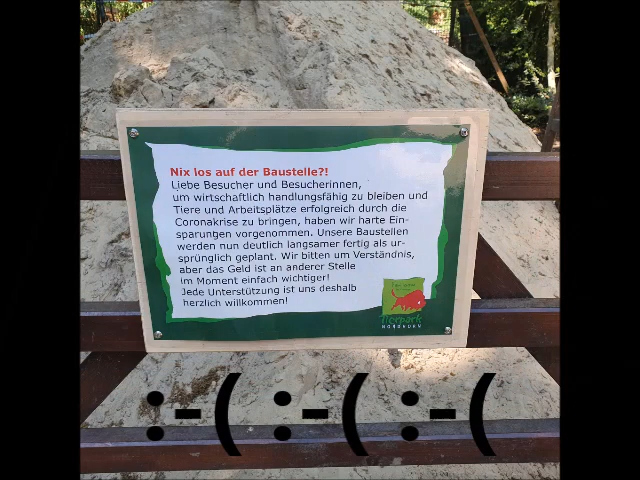 Nix los auf der Baustelle?!
Liebe Besucher und Besucherinnen,
um wirtschaftlich handlungsfähig zu bleiben und
Tiere und Arbeitsplätze erfolgreich durch die
Coronakrise zu bringen, haben wir harte Ein-
sparungen vorgenommen. Unsere Baustellen
werden nun deutlich langsamer fertig als ur-
sprünglich geplant. Wir bitten um Verständnis,
aber das Geld ist an anderer Stelle
im Moment einfach wichtiger!
Jede Unterstützung ist uns deshalb
herzlich willkommen!
Tierpark
NORDHORN
:-( :-( :-(